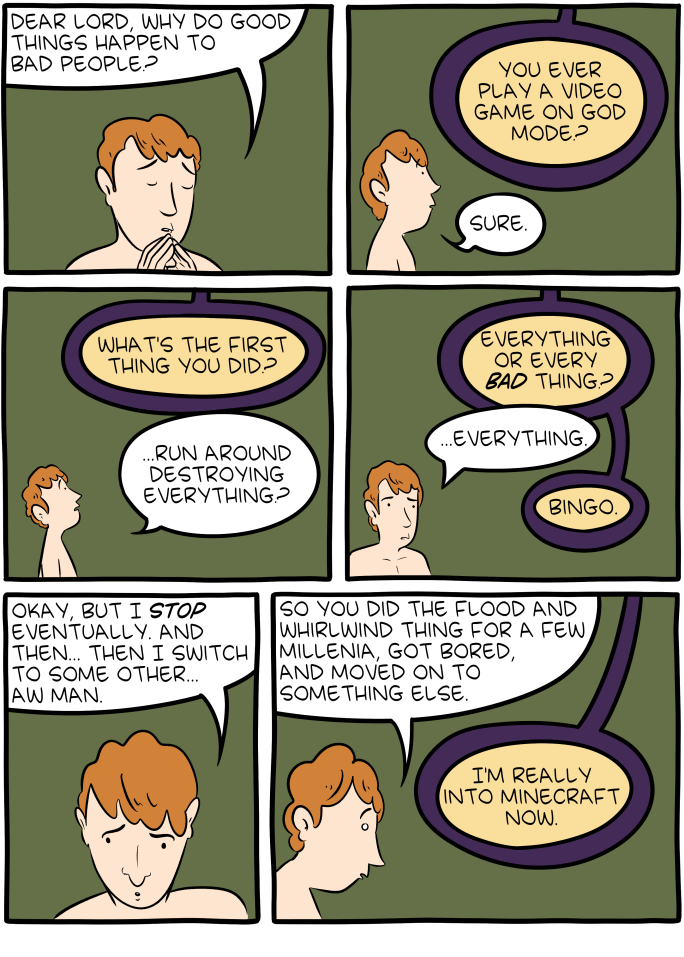 DEAR LORD, WHY DO GOOD
THINGS HAPPEN TO
BAD PEOPLE?
YOU EVER
PLAY A VIDEO
GAME ON GOD
MODE?
SURE.
WHAT'S THE FIRST
THING YOU DID?
...RUN AROUND
DESTROYING
EVERYTHING?
EVERYTHING
OR EVERY
BAD THING?
...EVERYTHING.
BINGO.
OKAY, BUT I STOP
EVENTUALLY. AND
THEN... THEN I SWITCH
TO SOME OTHER...
AW MAN.
SO YOU DID THE FLOOD AND
WHIRLWIND THING FOR A FEW
MILLENIA, GOT BORED,
AND MOVED ON TO
SOMETHING ELSE.
I'M REALLY
INTO MINECRAFT
NOW.